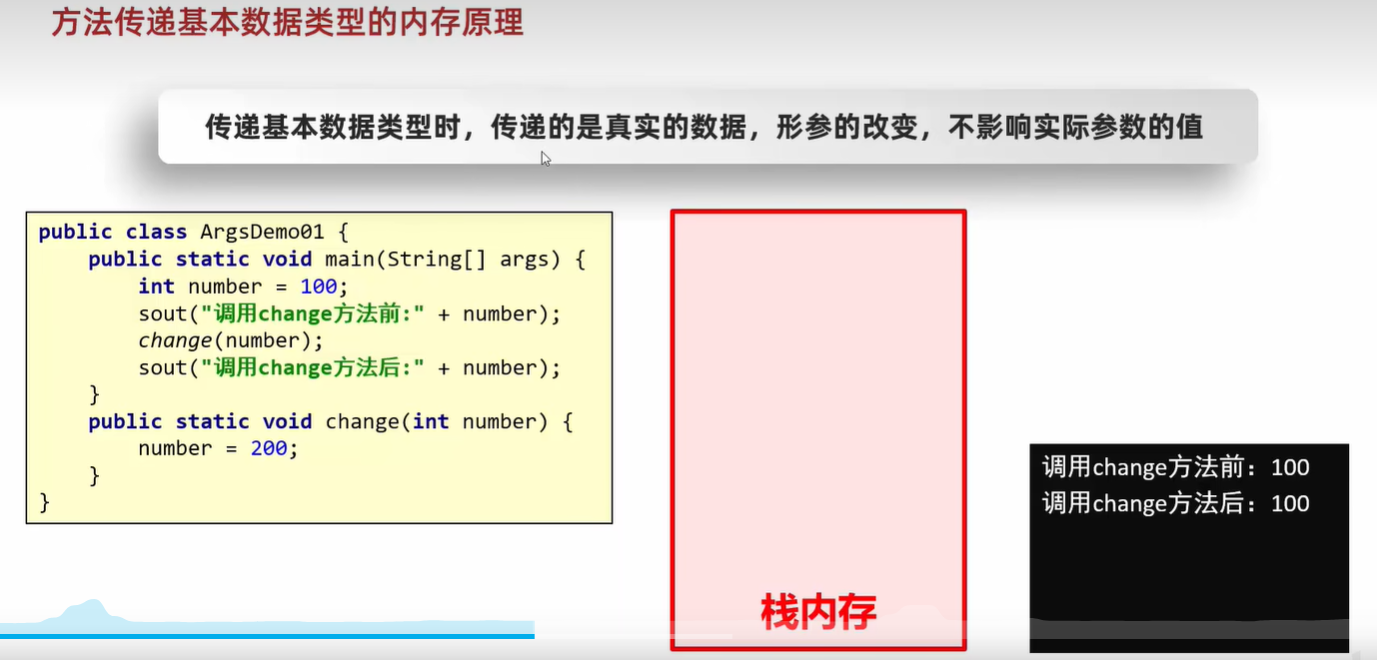 方法传递基本数据类型的内存原理
传递基本数据类型时，传递的是真实的数据，形参的改变，不影响实际参数的值
public class ArgsDemo01 {
    public static void main(String[] args) {
        int number = 100;
        sout("调用change方法前:" + number);
        change(number);
        sout("调用change方法后:" + number);
    }
    public static void change(int number) {
        number = 200;
    }
}
栈内存
调用change方法前：100
调用change方法后：100